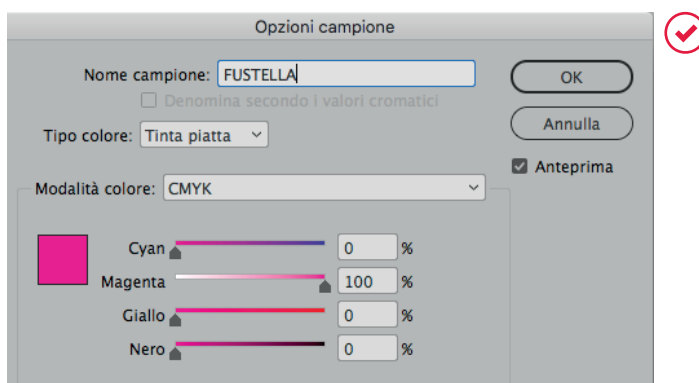 Opzioni campione
Nome campione: FUSTELLA
OK
Denomina secondo i valori cromatici
Tipo colore: Tinta piatta
Annulla
Anteprima
Modalità colore: CMYK
Cyan 0 %
Magenta 100 %
Giallo 0 %
Nero 0 %